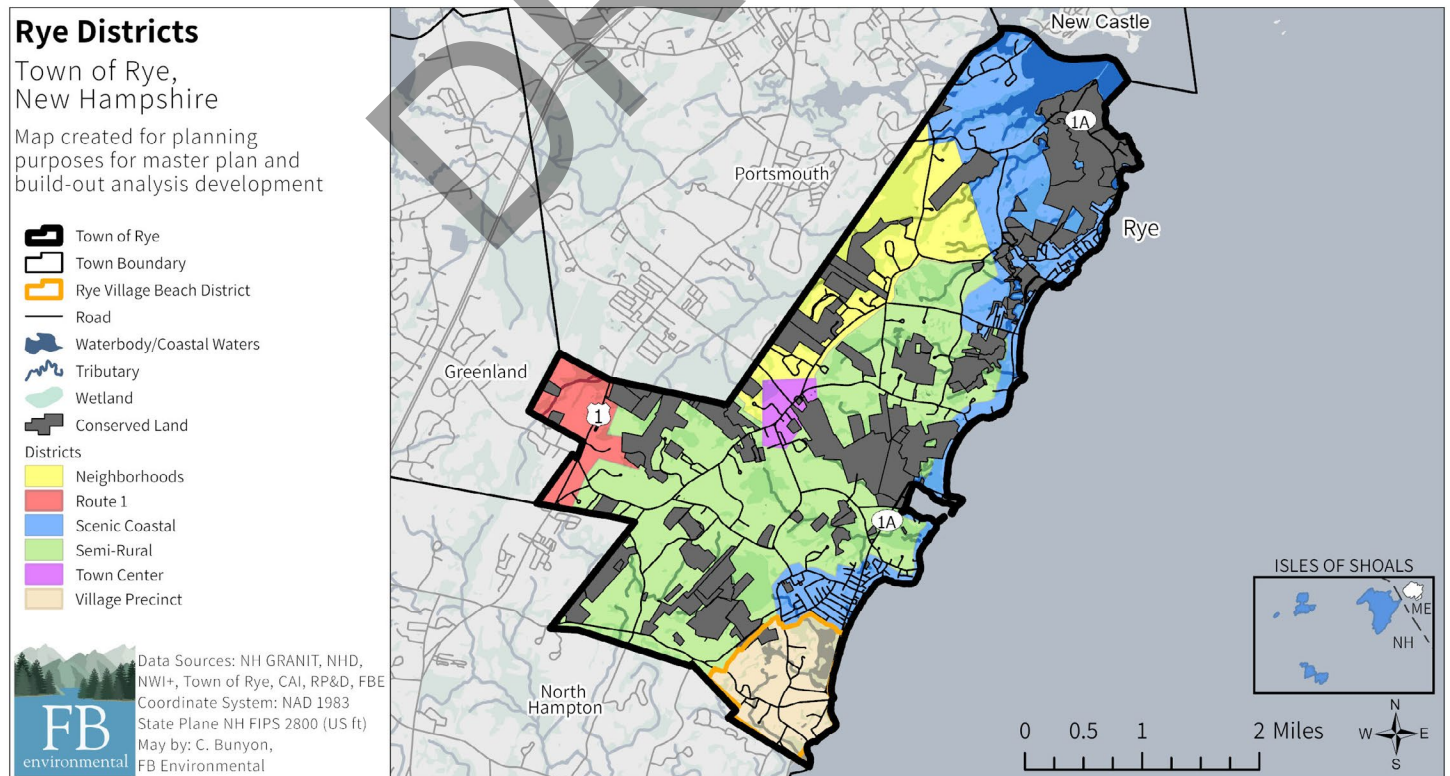 Rye Districts
Town of Rye,
New Hampshire
Map created for planning
purposes for master plan and
build-out analysis development
Town of Rye
Town Boundary
Rye Village Beach District
Road
Waterbody/Coastal Waters
Tributary
Wetland
Conserved Land
Districts
Neighborhoods
Route 1
Scenic Coastal
Semi-Rural
Town Center
Village Precinct
FB
environmental
Data Sources: NH GRANIT, NHD,
NWI+, Town of Rye, CAI, RP&D, FBE
Coordinate System: NAD 1983
State Plane NH FIPS 2800 (US ft)
May by: C. Bunyon,
FB Environmental
New Castle
1A
Portsmouth
Rye
Greenland
1
1A
North
Hampton
ISLES OF SHOALS
ME
NH
0 0.5 1 2 Miles
N
W E
S